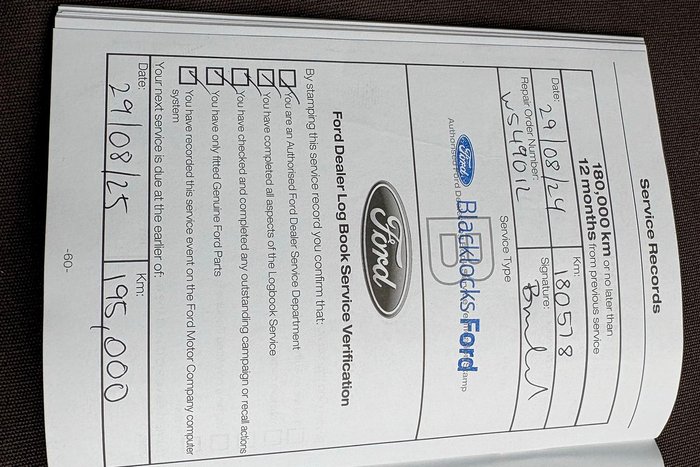 Service Records
180,000 km or no later than
12 months from previous service
Date: 29/08/24
Km: 180578
Repair Order Number: WS49012
Signature:
Service Type
B
Ford
Blacklocks Ford
Authorised Ford
Ford
Ford Dealer Log Book Service Verification
By stamping this service record you confirm that:
You are an Authorised Ford Dealer Service Department
You have completed all aspects of the Logbook Service
You have checked and completed any outstanding campaign or recall actions
You have only fitted Genuine Ford Parts
You have recorded this service event on the Ford Motor Company computer
system
Your next service is due at the earlier of:
Date: 29/08/25
Km: 195,000
-60-